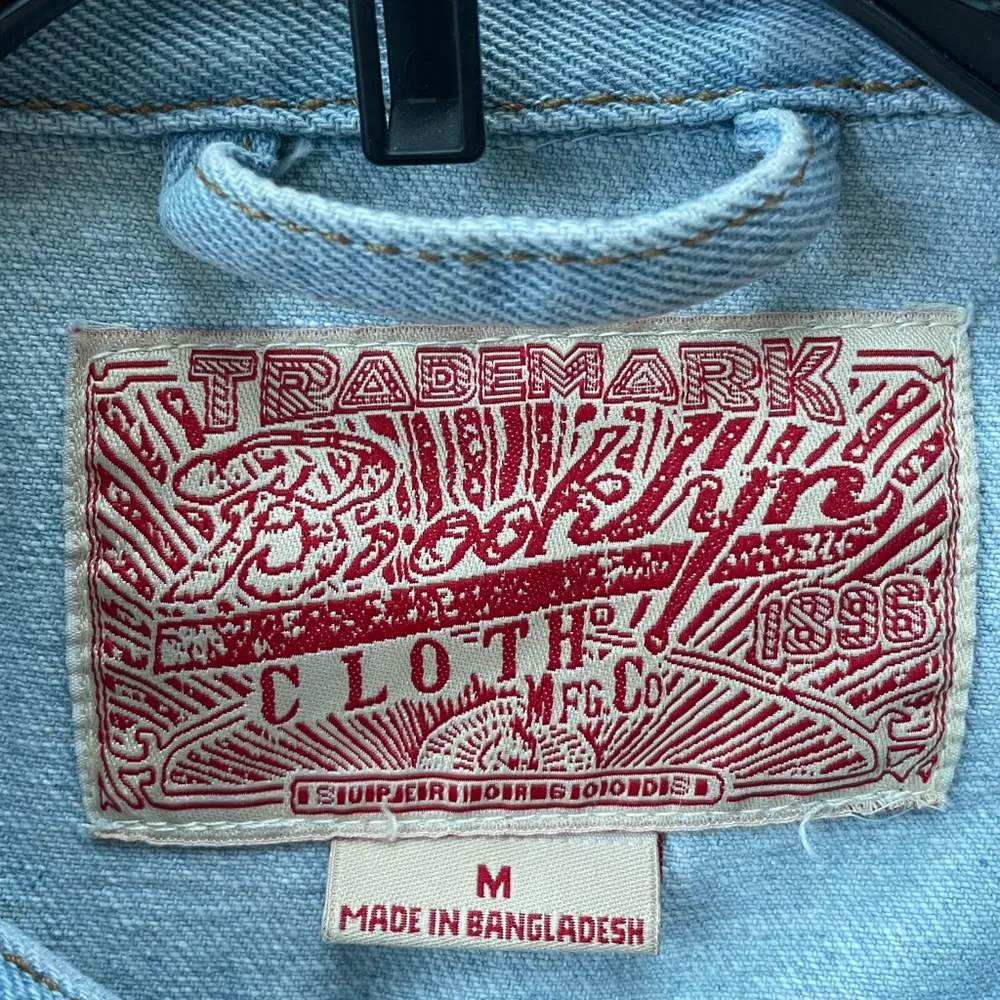 TRADEMARK
Brooklyn
CLOTH
MFG. Co
1896
SUPERIOR GOODS
M
MADE IN BANGLADESH